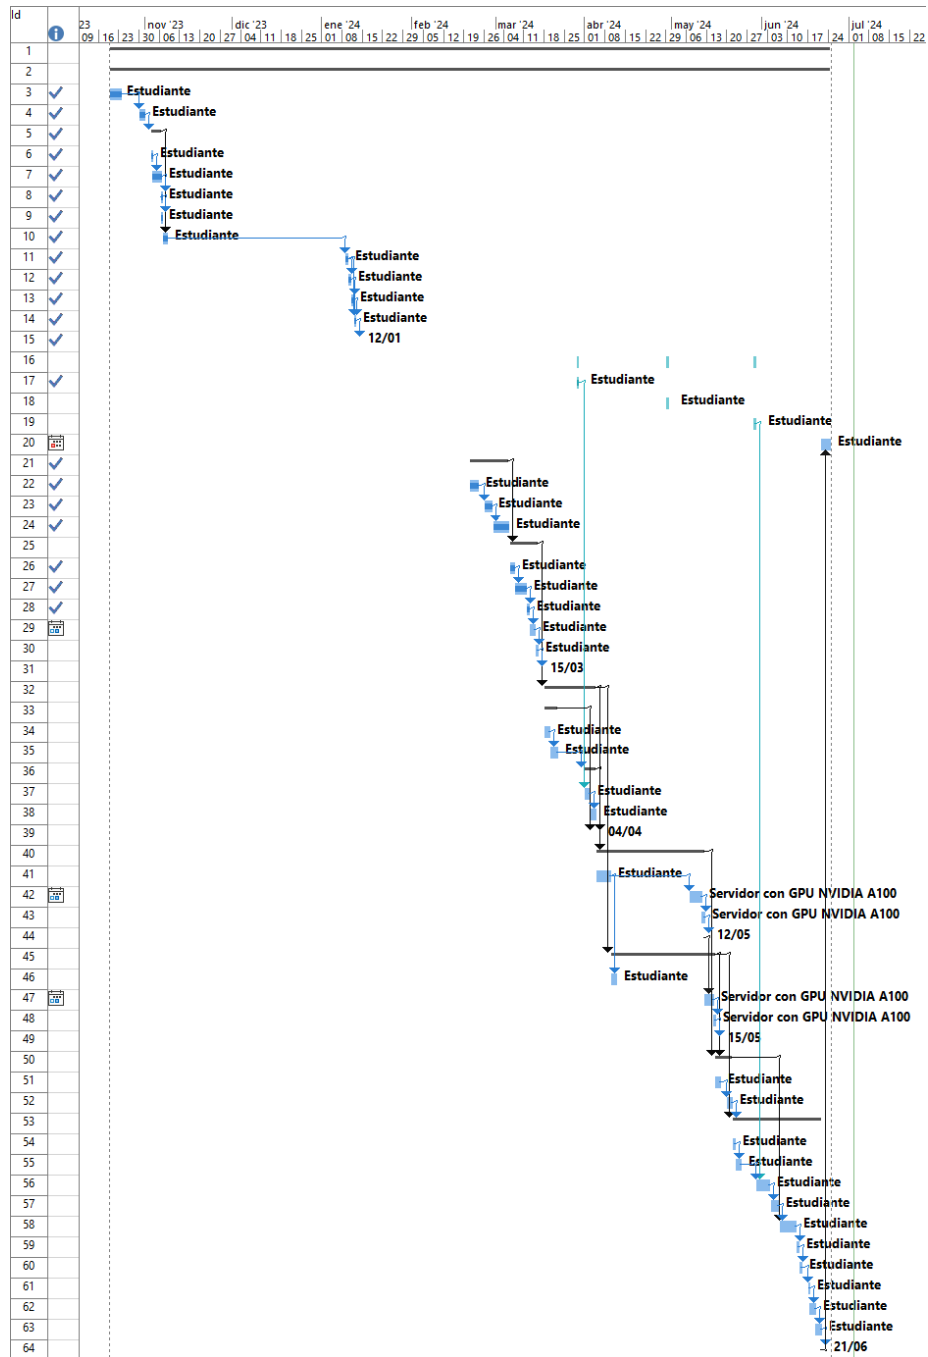 Id
23 nov '23 dic '23 ene '24 feb '24 mar '24 abr '24 may '24 jun '24 jul '24
09 16 23 30 06 13 20 27 04 11 18 25 01 08 15 22 29 05 12 19 26 04 11 18 25 01 08 15 22 29 06 13 20 27 03 10 17 24 01 08 15 22
1
2
3 Estudiante
4 Estudiante
5
6 Estudiante
7 Estudiante
8 Estudiante
9 Estudiante
10 Estudiante
11 Estudiante
12 Estudiante
13 Estudiante
14 Estudiante
15 12/01
16
17 Estudiante
18 Estudiante
19 Estudiante
20 Estudiante
21
22 Estudiante
23 Estudiante
24 Estudiante
25
26 Estudiante
27 Estudiante
28 Estudiante
29 Estudiante
30 Estudiante
31 15/03
32
33
34 Estudiante
35 Estudiante
36
37 Estudiante
38 Estudiante
39 04/04
40
41 Estudiante
42 Servidor con GPU NVIDIA A100
43 Servidor con GPU NVIDIA A100
44 12/05
45
46 Estudiante
47 Servidor con GPU NVIDIA A100
48 Servidor con GPU NVIDIA A100
49 15/05
50
51 Estudiante
52 Estudiante
53
54 Estudiante
55 Estudiante
56 Estudiante
57 Estudiante
58 Estudiante
59 Estudiante
60 Estudiante
61 Estudiante
62 Estudiante
63 Estudiante
64 21/06